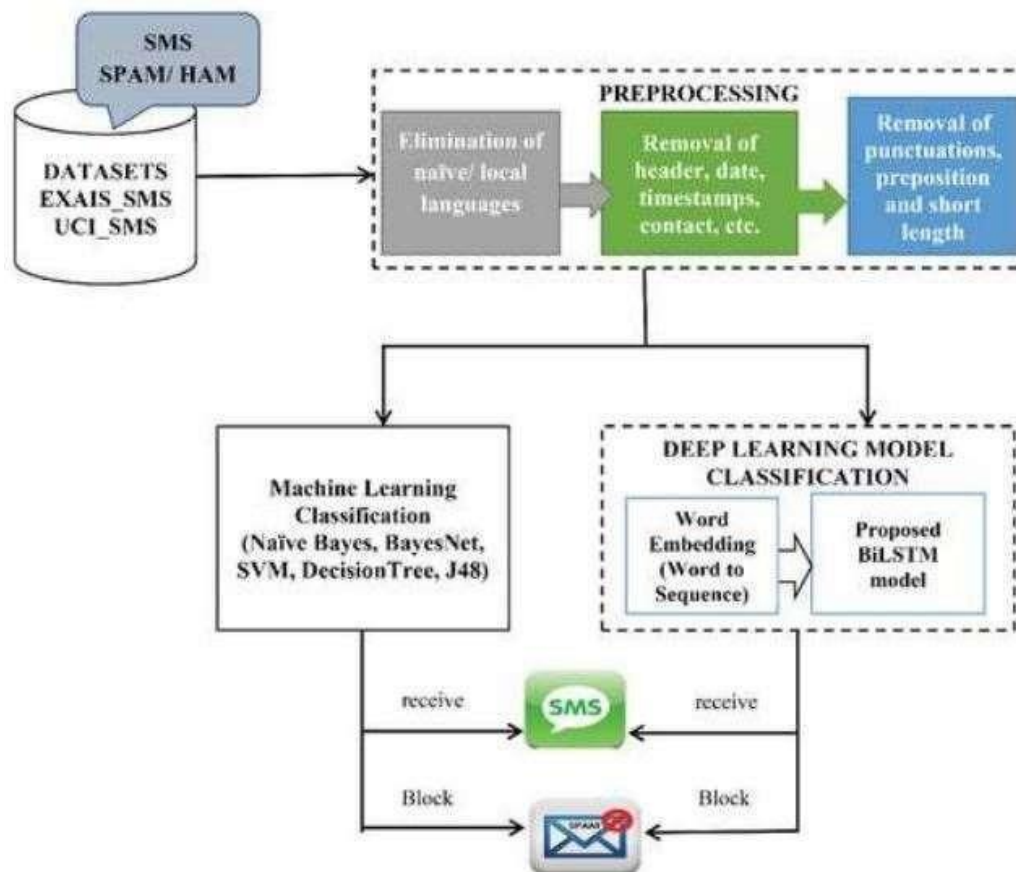 SMS
SPAM/ HAM
DATASETS
EXAIS_SMS
UCI_SMS
PREPROCESSING
Elimination of
naïve/ local
languages
Removal of
header, date,
timestamps,
contact, etc.
Removal of
punctuations,
preposition
and short
length
Machine Learning
Classification
(Naïve Bayes, BayesNet,
SVM, DecisionTree, J48)
DEEP LEARNING MODEL
CLASSIFICATION
Word
Embedding
(Word to
Sequence)
Proposed
BiLSTM
model
receive
SMS
receive
Block
SPAM
Block